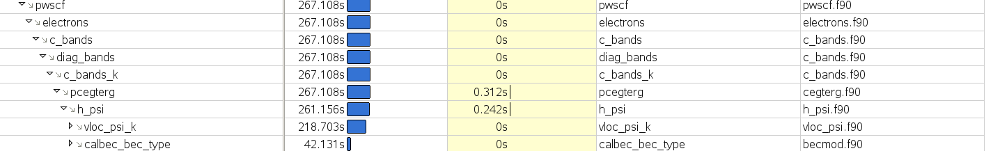 pwscf 267.108s 0s pwscf pwscf.f90
electrons 267.108s 0s electrons electrons.f90
c_bands 267.108s 0s c_bands c_bands.f90
diag_bands 267.108s 0s diag_bands c_bands.f90
c_bands_k 267.108s 0s c_bands_k c_bands.f90
pcegterg 267.108s 0.312s pcegterg cegterg.f90
h_psi 261.156s 0.242s h_psi h_psi.f90
vloc_psi_k 218.703s 0s vloc_psi_k vloc_psi.f90
calbec_bec_type 42.131s 0s calbec_bec_type becmod.f90